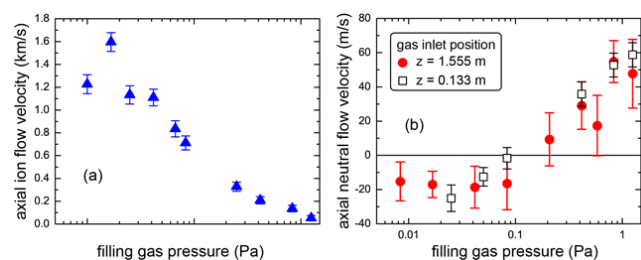 axial ion flow velocity (km/s)
1.8
1.6
1.4
1.2
1.0
0.8
0.6
0.4
0.2
0.0
(a)
filling gas pressure (Pa)
axial neutral flow velocity (m/s)
80
60
40
20
0
-20
-40
gas inlet position
z = 1.555 m
z = 0.133 m
(b)
0.01
0.1
1
filling gas pressure (Pa)